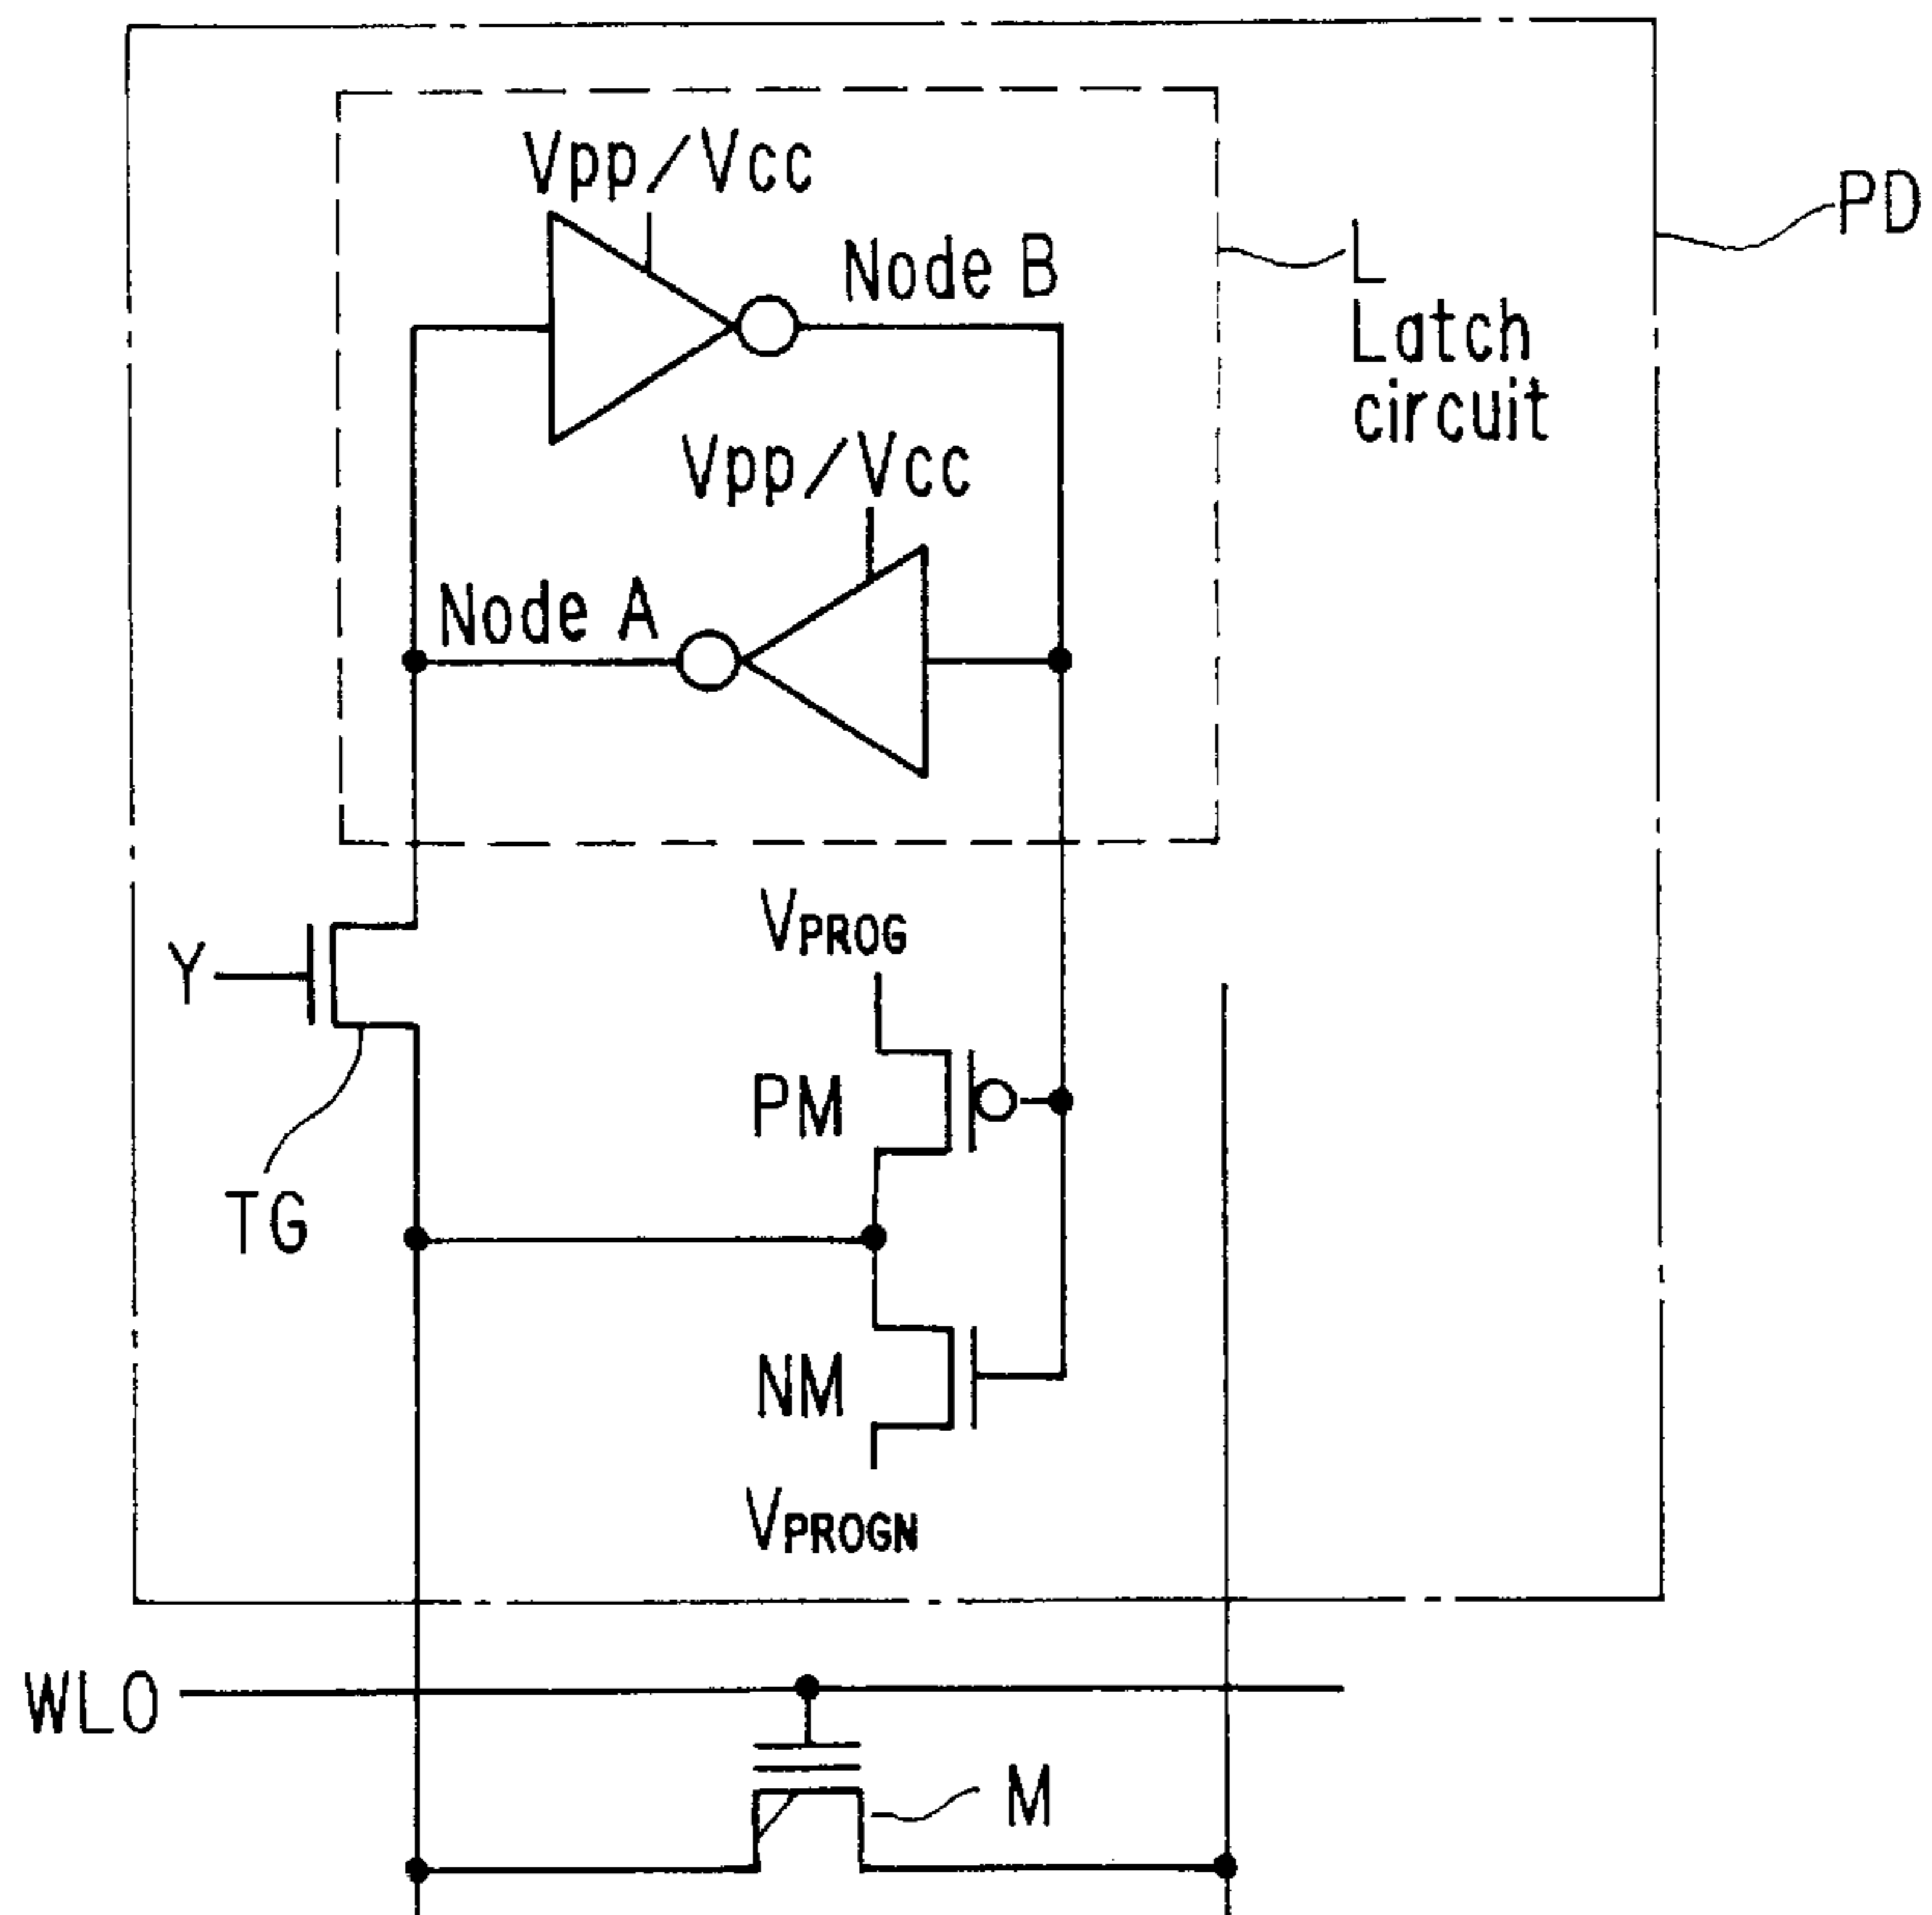 Vpp/Vcc
PD
Node B
L
Latch
circuit
Vpp/Vcc
Node A
VPROG
Y
PM
TG
NM
VPROGN
WL0
M